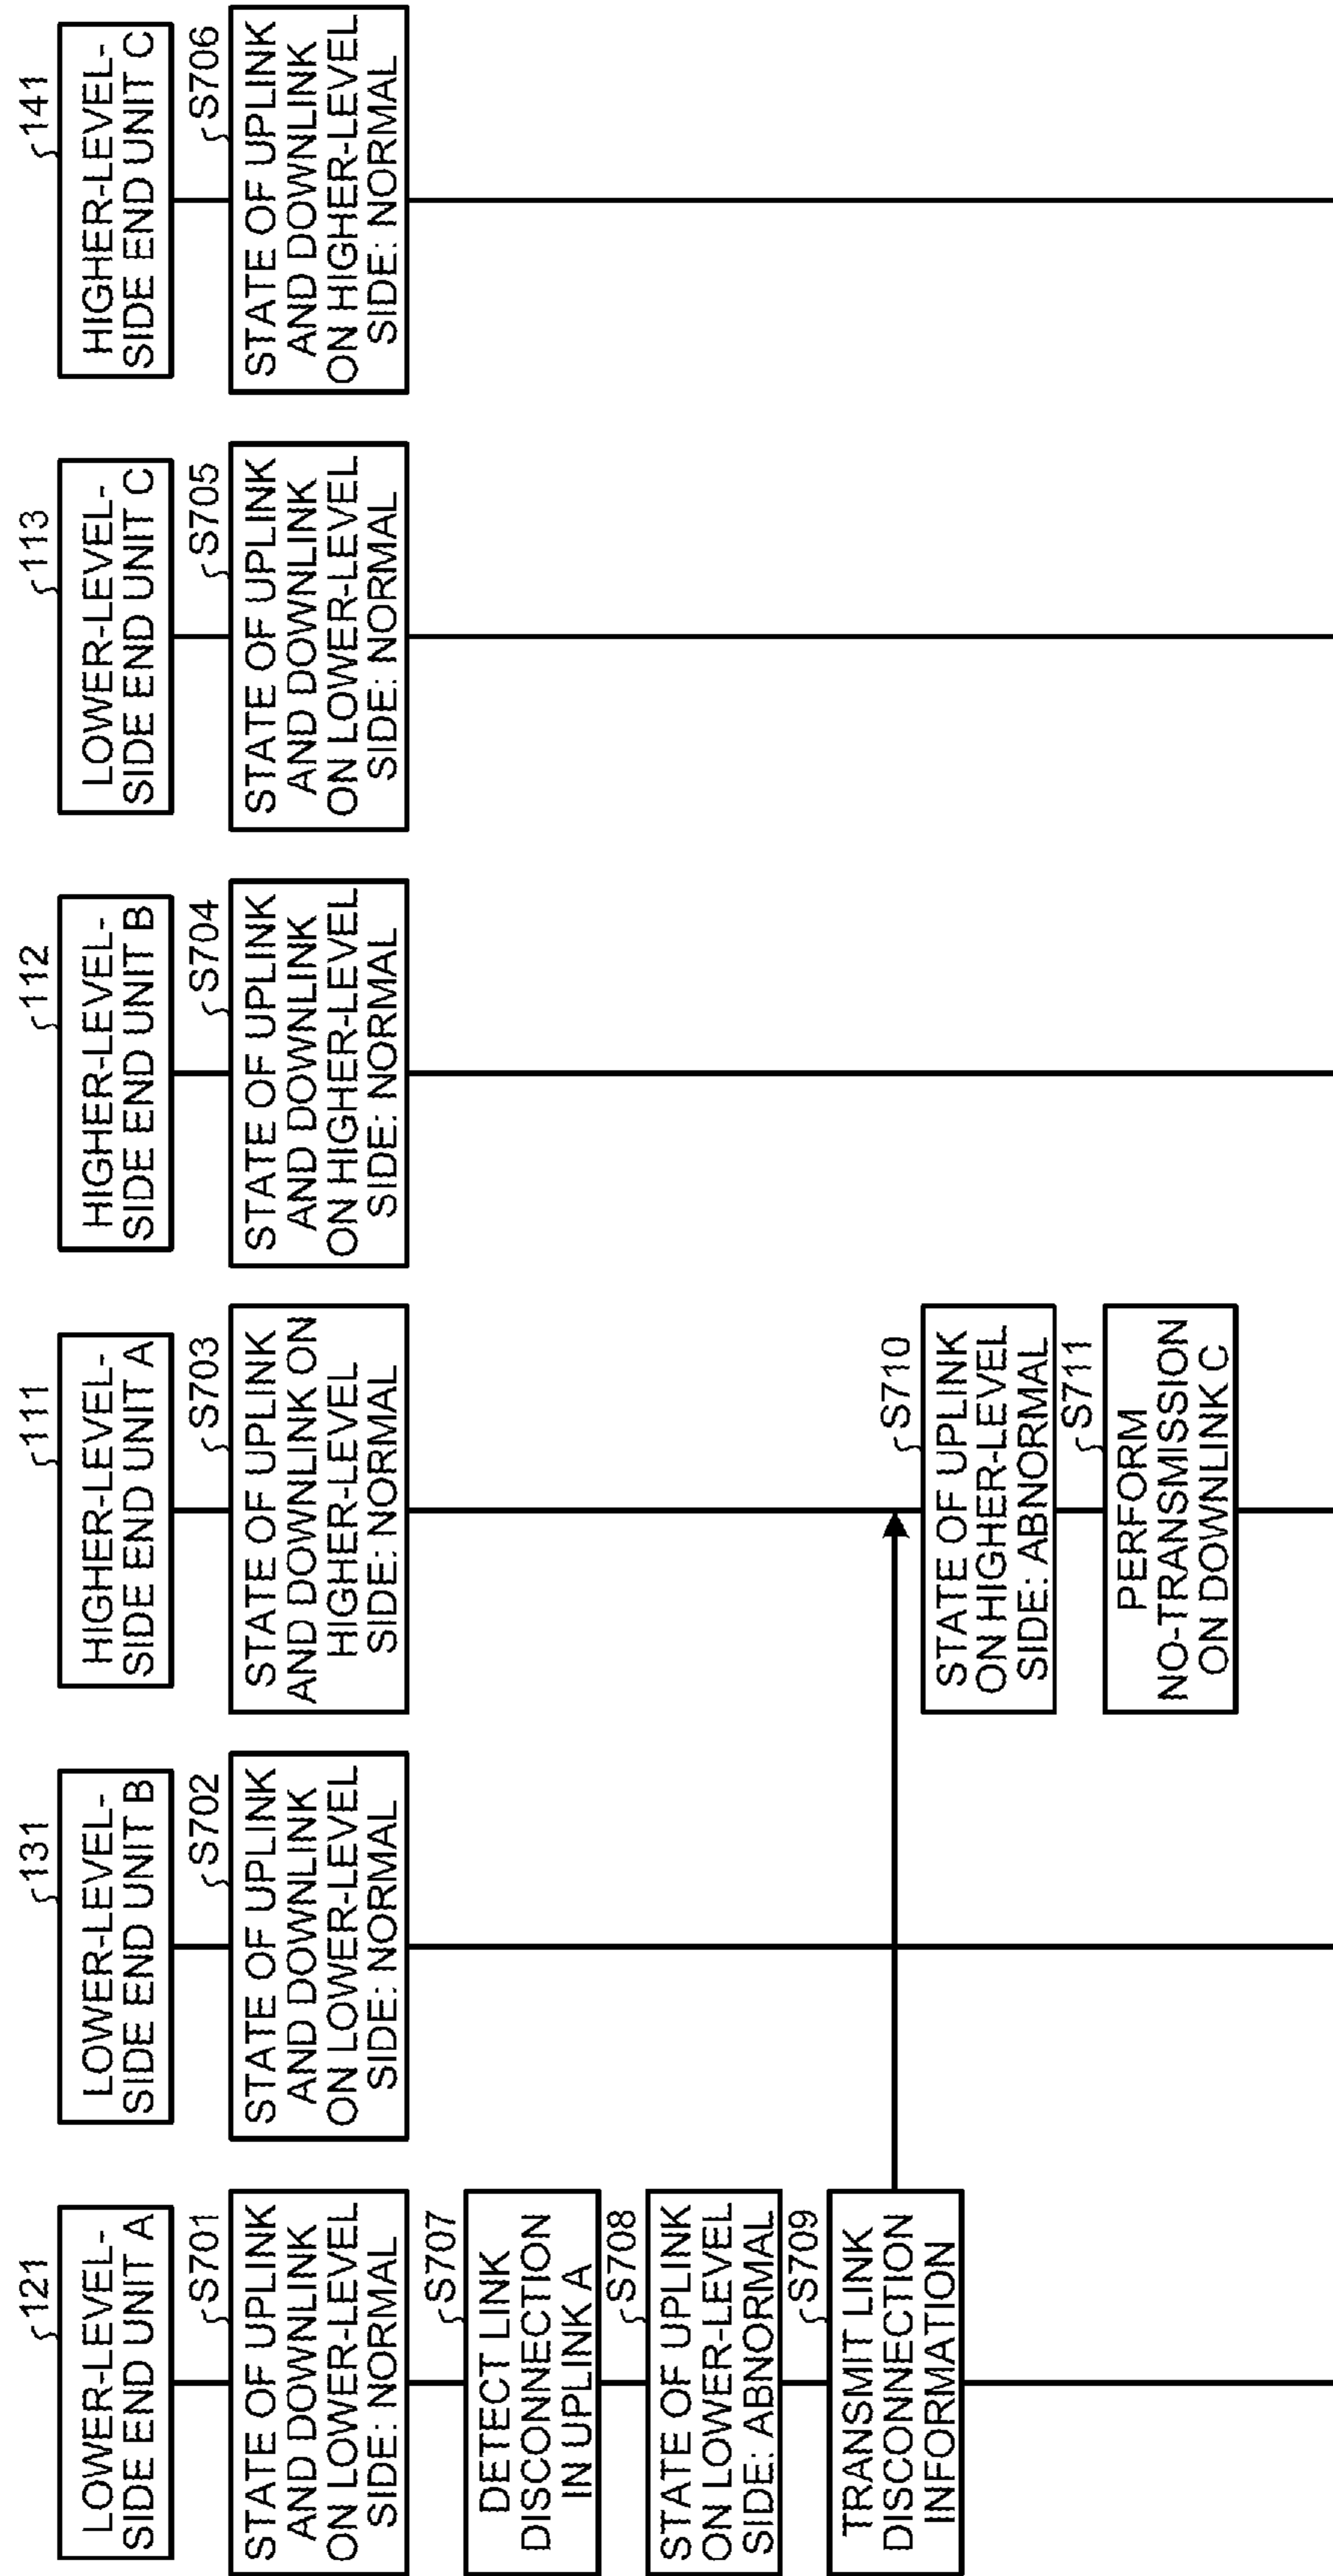 121
LOWER-LEVEL-
SIDE END UNIT A
131
LOWER-LEVEL-
SIDE END UNIT B
111
HIGHER-LEVEL-
SIDE END UNIT A
112
HIGHER-LEVEL-
SIDE END UNIT B
113
LOWER-LEVEL-
SIDE END UNIT C
141
HIGHER-LEVEL-
SIDE END UNIT C
S701
STATE OF UPLINK
AND DOWNLINK
ON LOWER-LEVEL
SIDE: NORMAL
S702
STATE OF UPLINK
AND DOWNLINK
ON LOWER-LEVEL
SIDE: NORMAL
S703
STATE OF UPLINK
AND DOWNLINK ON
HIGHER-LEVEL
SIDE: NORMAL
S704
STATE OF UPLINK
AND DOWNLINK
ON HIGHER-LEVEL
SIDE: NORMAL
S705
STATE OF UPLINK
AND DOWNLINK
ON LOWER-LEVEL
SIDE: NORMAL
S706
STATE OF UPLINK
AND DOWNLINK
ON HIGHER-LEVEL
SIDE: NORMAL
S707
DETECT LINK
DISCONNECTION
IN UPLINK A
S708
STATE OF UPLINK
ON LOWER-LEVEL
SIDE: ABNORMAL
S709
TRANSMIT LINK
DISCONNECTION
INFORMATION
S710
STATE OF UPLINK
ON HIGHER-LEVEL
SIDE: ABNORMAL
S711
PERFORM
NO-TRANSMISSION
ON DOWNLINK C